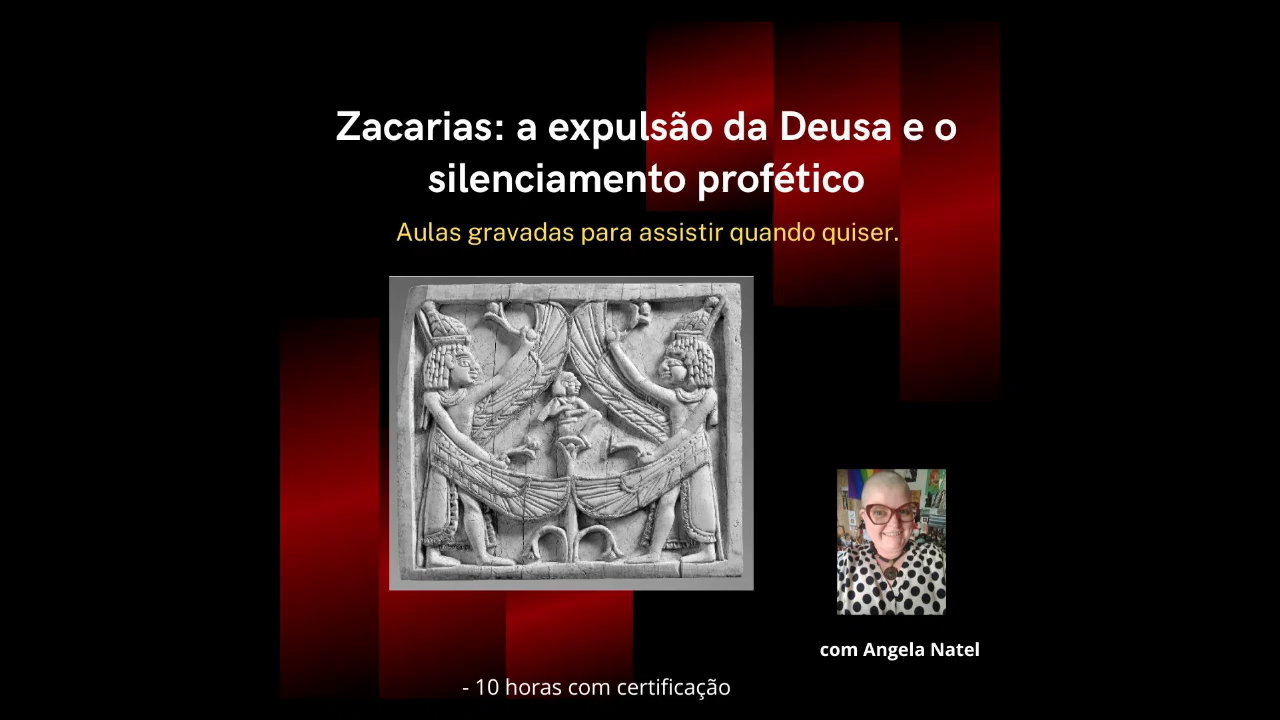 Zacarias: a expulsão da Deusa e o
silenciamento profético
Aulas gravadas para assistir quando quiser.
com Angela Natel
- 10 horas com certificação